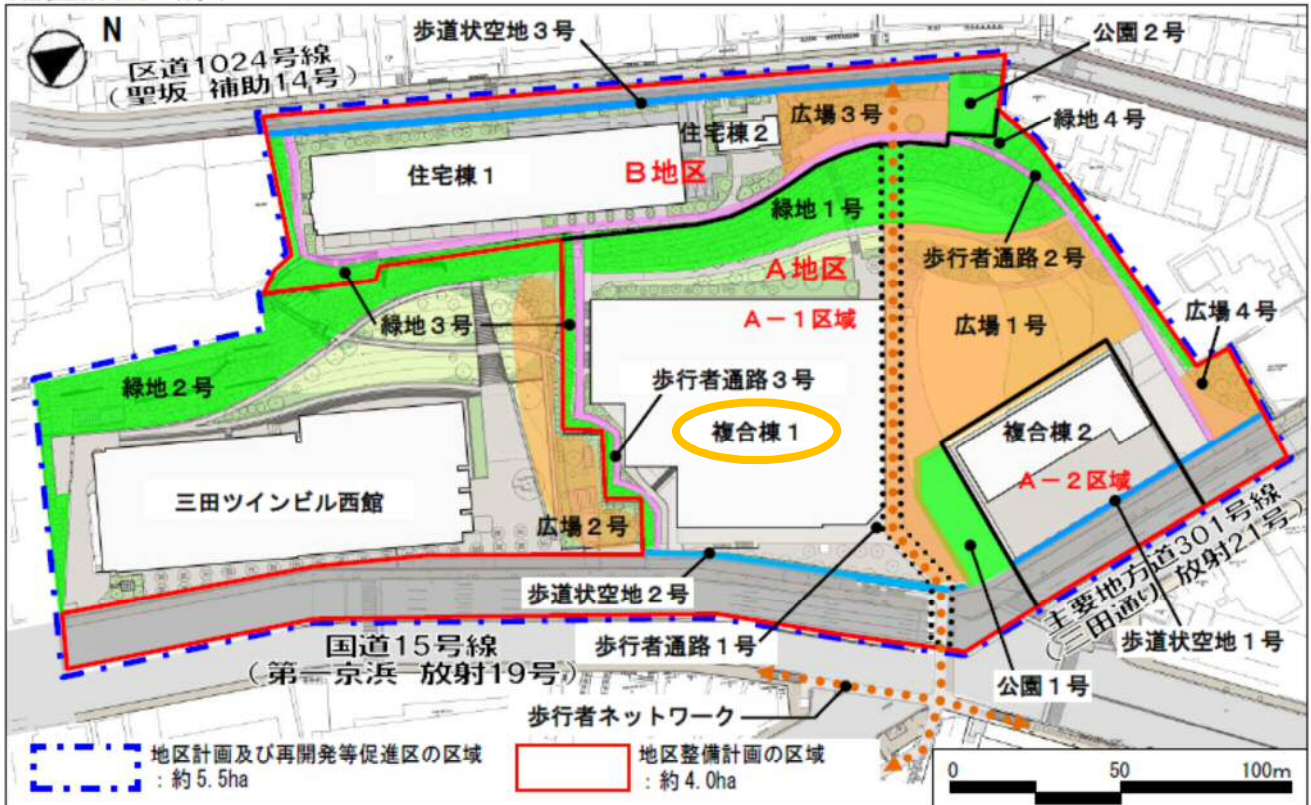 N
歩道状空地3号
公園2号
区道1024号線
(聖坂 補助14号)
広場3号
緑地4号
住宅棟2
住宅棟1
B地区
緑地1号
歩行者通路2号
A地区
緑地3号
A-1区域
広場1号
広場4号
緑地2号
歩行者通路3号
複合棟1
複合棟2
三田ツインビル西館
A-2区域
広場2号
歩道状空地2号
主要地方道301号線
(三田通り 放射21号)
国道15号線
(第一京浜 放射19号)
歩行者通路1号
歩道状空地1号
公園1号
歩行者ネットワーク
地区計画及び再開発等促進区の区域
:約5.5ha
地区整備計画の区域
:約4.0ha
0 50 100m